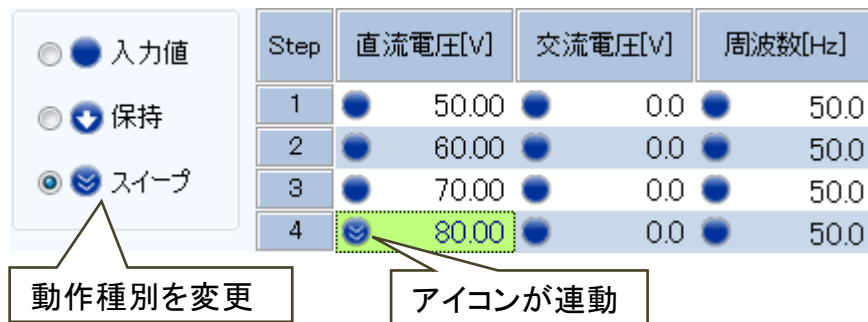 入力値
保持
スイープ
Step 直流電圧[V] 交流電圧[V] 周波数[Hz]
1 50.00 0.0 50.0
2 60.00 0.0 50.0
3 70.00 0.0 50.0
4 80.00 0.0 50.0
動作種別を変更
アイコンが連動